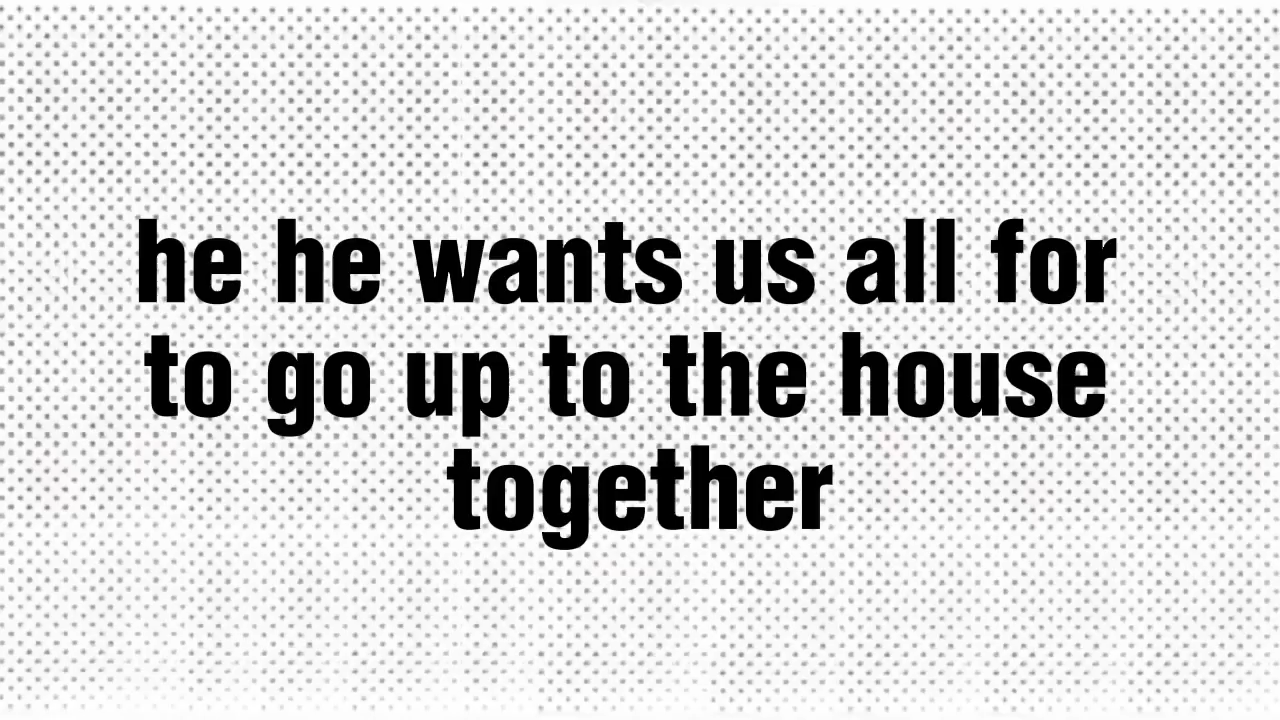 he he wants us all for
to go up to the house
together